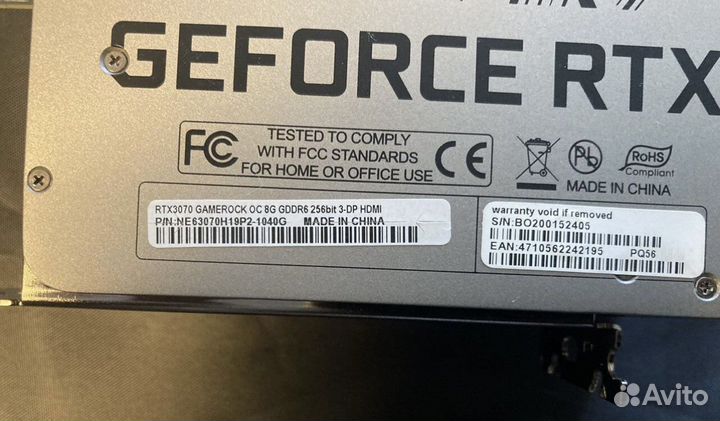 GEFORCE RTX
FC
TESTED TO COMPLY
WITH FCC STANDARDS
FOR HOME OR OFFICE USE
CE
Pb
RoHS
Compliant
MADE IN CHINA
RTX3070 GAMEROCK OC 8G GDDR6 256bit 3-DP HDMI
P/N:NE63070H19P2-1040G MADE IN CHINA
warranty void if removed
S/N:BO200152405
EAN:4710562242195 PQ56
Avito